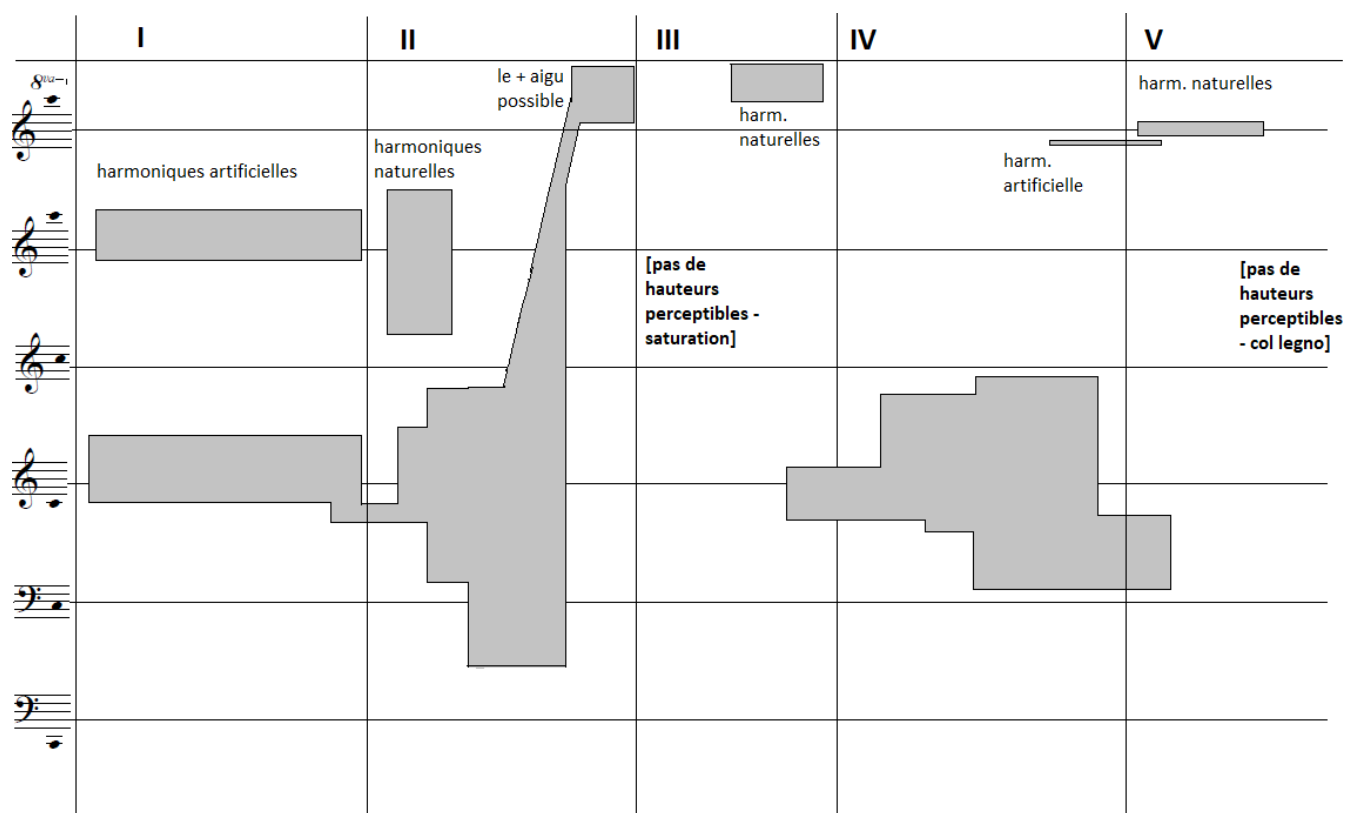 I
II
III
IV
V
8va
le + aigu
possible
harm. naturelles
harm.
naturelles
harmoniques
naturelles
harm.
artificielle
harmoniques artificielles
[pas de
hauteurs
perceptibles -
saturation]
[pas de
hauteurs
perceptibles
- col legno]